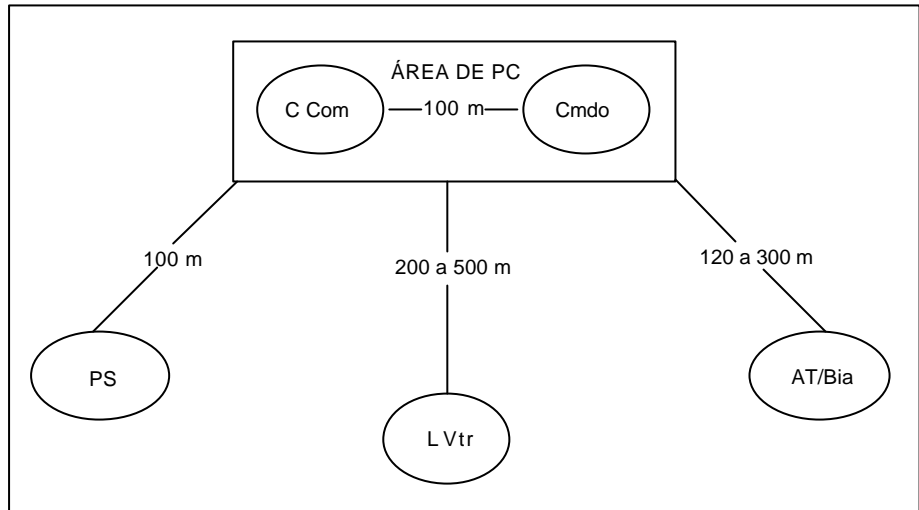 ÁREA DE PC
C Com
100 m
Cmdo
100 m
200 a 500 m
120 a 300 m
PS
AT/Bia
L Vtr